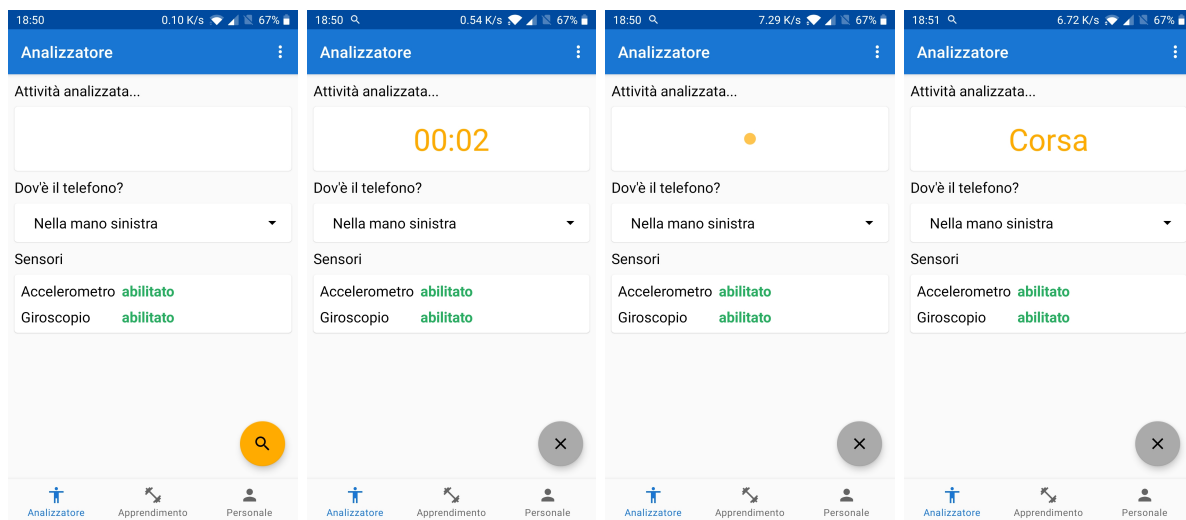 18:50 0.10 K/s 67%
Analizzatore
Attività analizzata...
Dov'è il telefono?
Nella mano sinistra
Sensori
Accelerometro abilitato
Giroscopio abilitato
Analizzatore Apprendimento Personale
18:50 0.54 K/s 67%
Analizzatore
Attività analizzata...
00:02
Dov'è il telefono?
Nella mano sinistra
Sensori
Accelerometro abilitato
Giroscopio abilitato
Analizzatore Apprendimento Personale
18:50 7.29 K/s 67%
Analizzatore
Attività analizzata...
Dov'è il telefono?
Nella mano sinistra
Sensori
Accelerometro abilitato
Giroscopio abilitato
Analizzatore Apprendimento Personale
18:51 6.72 K/s 67%
Analizzatore
Attività analizzata...
Corsa
Dov'è il telefono?
Nella mano sinistra
Sensori
Accelerometro abilitato
Giroscopio abilitato
Analizzatore Apprendimento Personale